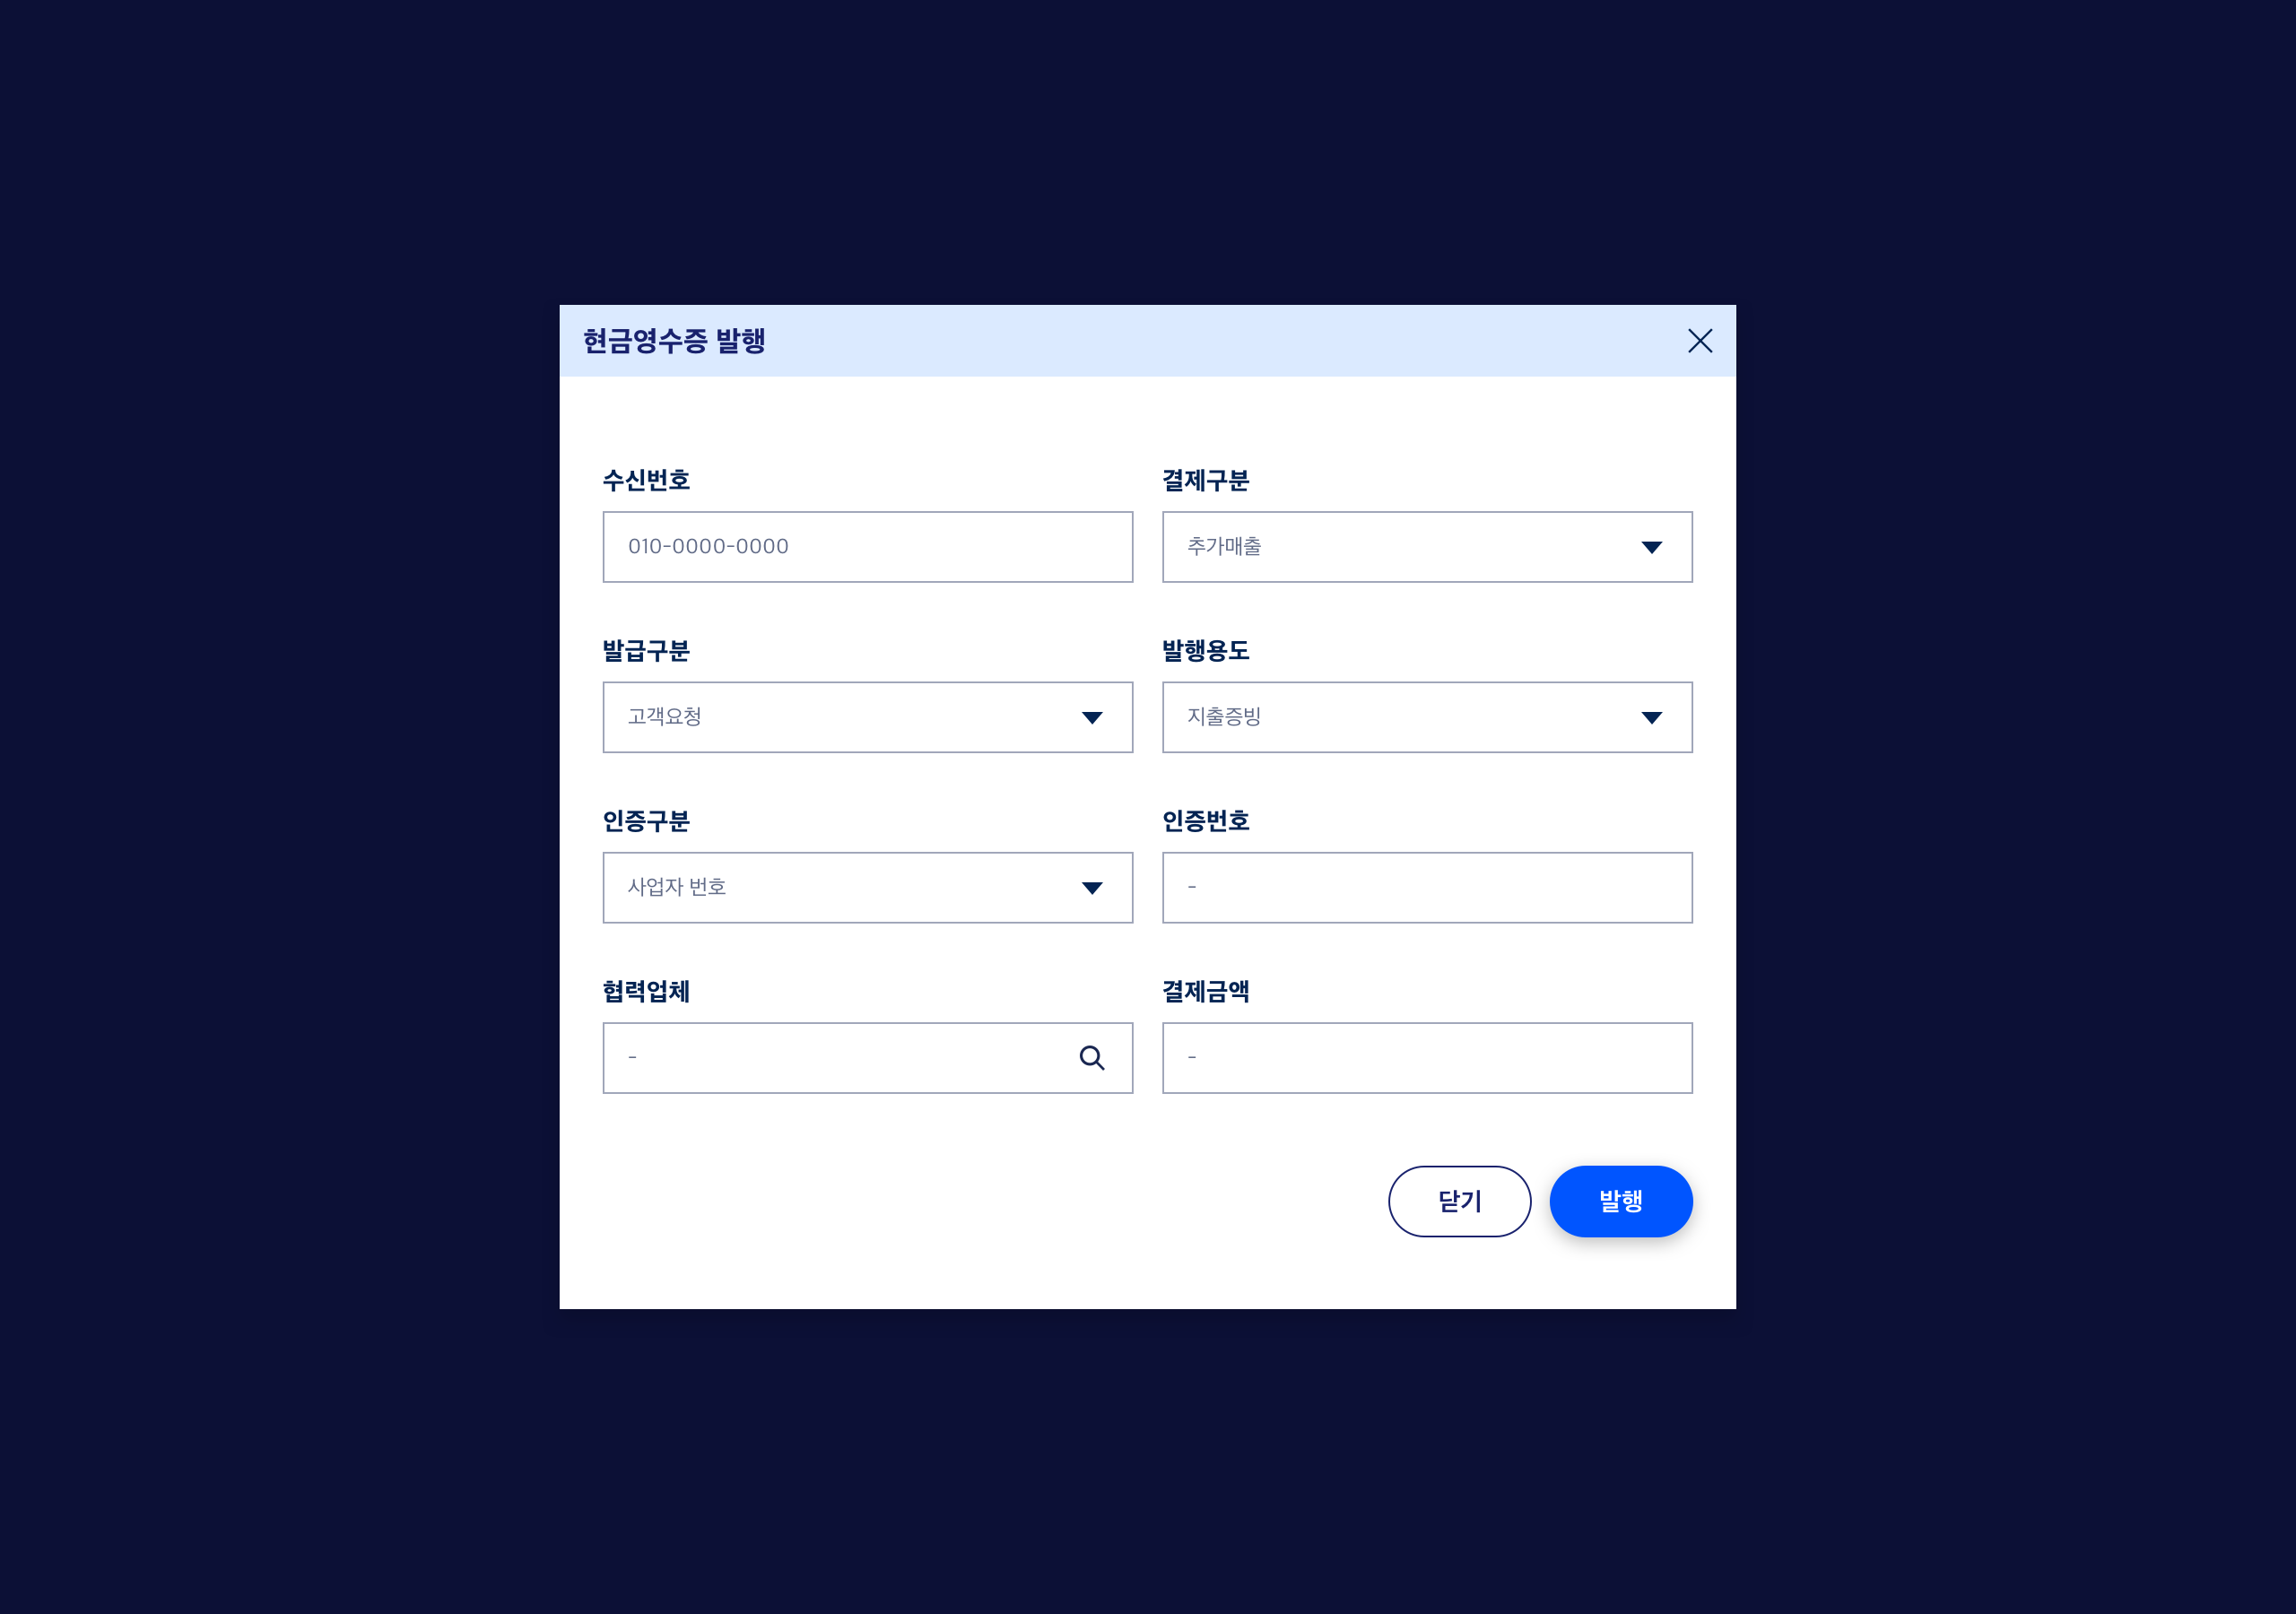 현금영수증 발행
수신번호
결제구분
010-0000-0000
추가매출
발급구분
발행용도
고객요청
지출증빙
인증구분
인증번호
사업자 번호
-
협력업체
결제금액
-
-
닫기
발행